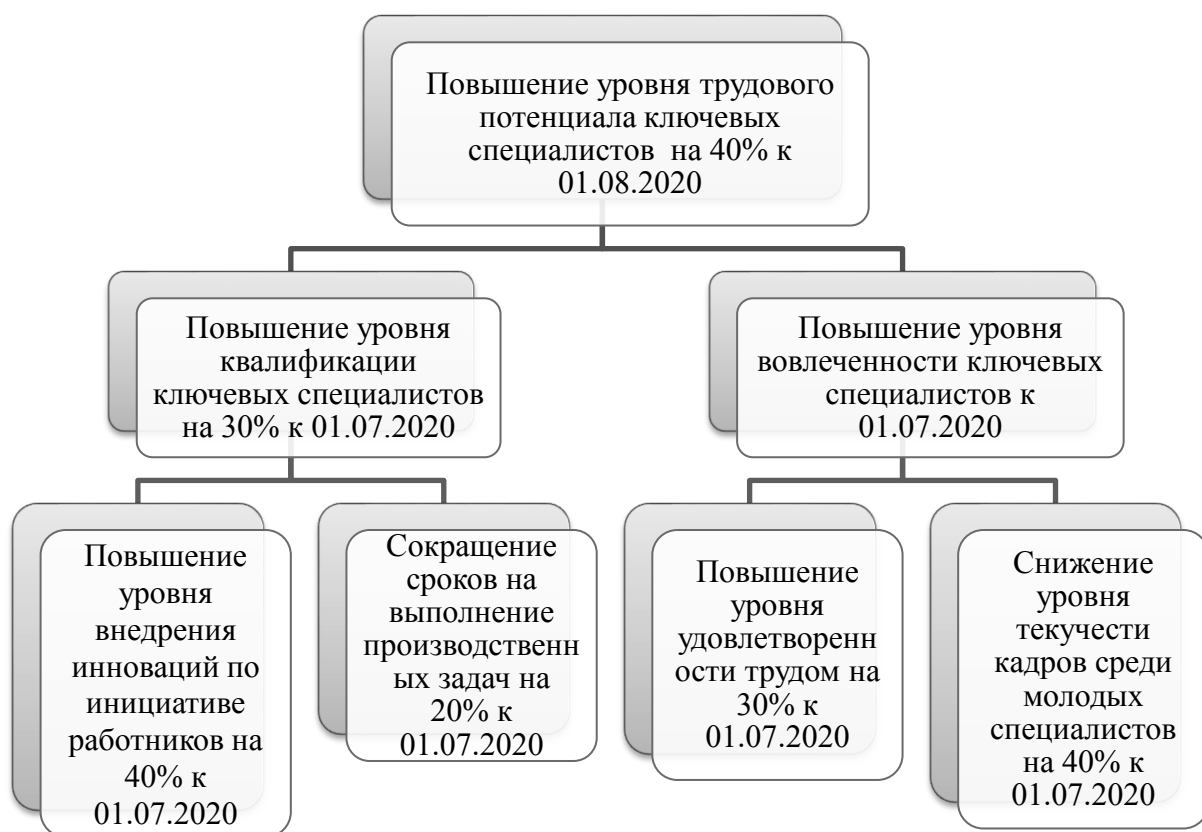 Повышение уровня трудового
потенциала ключевых
специалистов на 40% к
01.08.2020
Повышение уровня
квалификации
ключевых специалистов
на 30% к 01.07.2020
Повышение уровня
вовлеченности ключевых
специалистов к
01.07.2020
Повышение
уровня
внедрения
инноваций по
инициативе
работников на
40% к
01.07.2020
Сокращение
сроков на
выполнение
производственн
ых задач на
20% к
01.07.2020
Повышение
уровня
удовлетворенн
ости трудом на
30% к
01.07.2020
Снижение
уровня
текучести
кадров среди
молодых
специалистов
на 40% к
01.07.2020